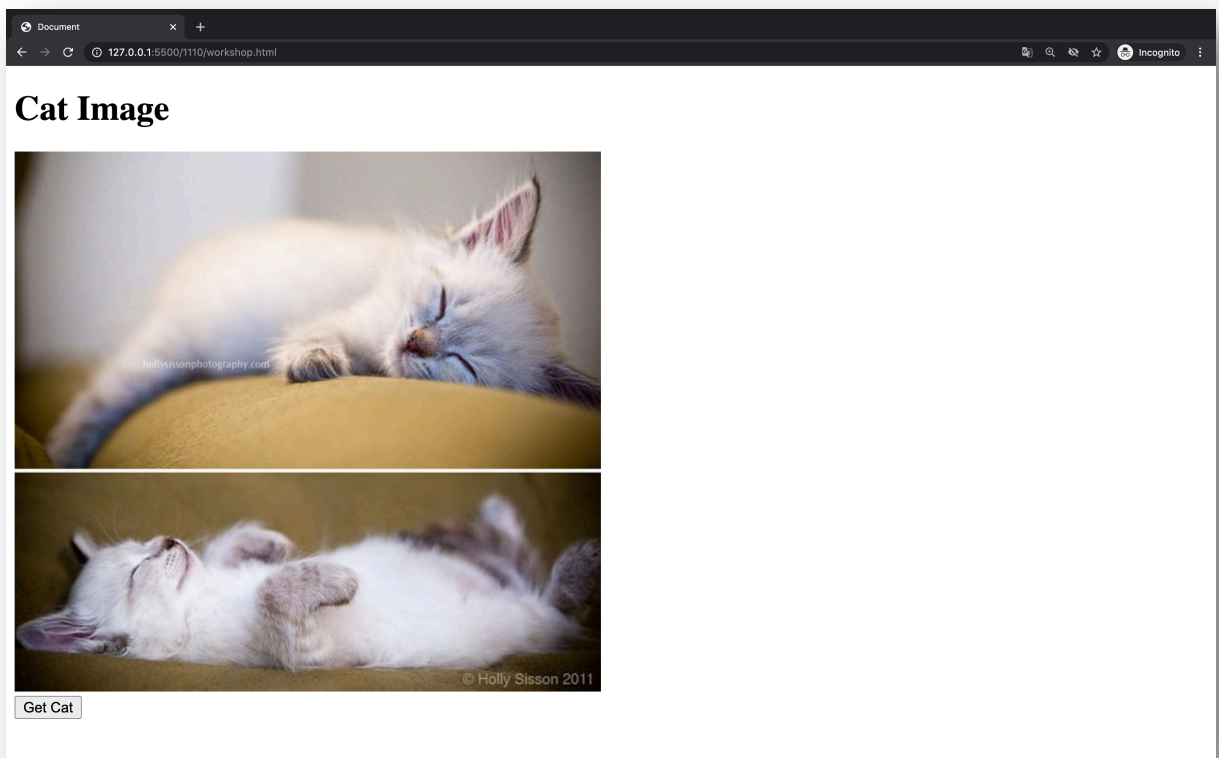 Document
127.0.0.1:5500/1110/workshop.html
Incognito
Cat Image
hollysissonphotography.com
© Holly Sisson 2011
Get Cat